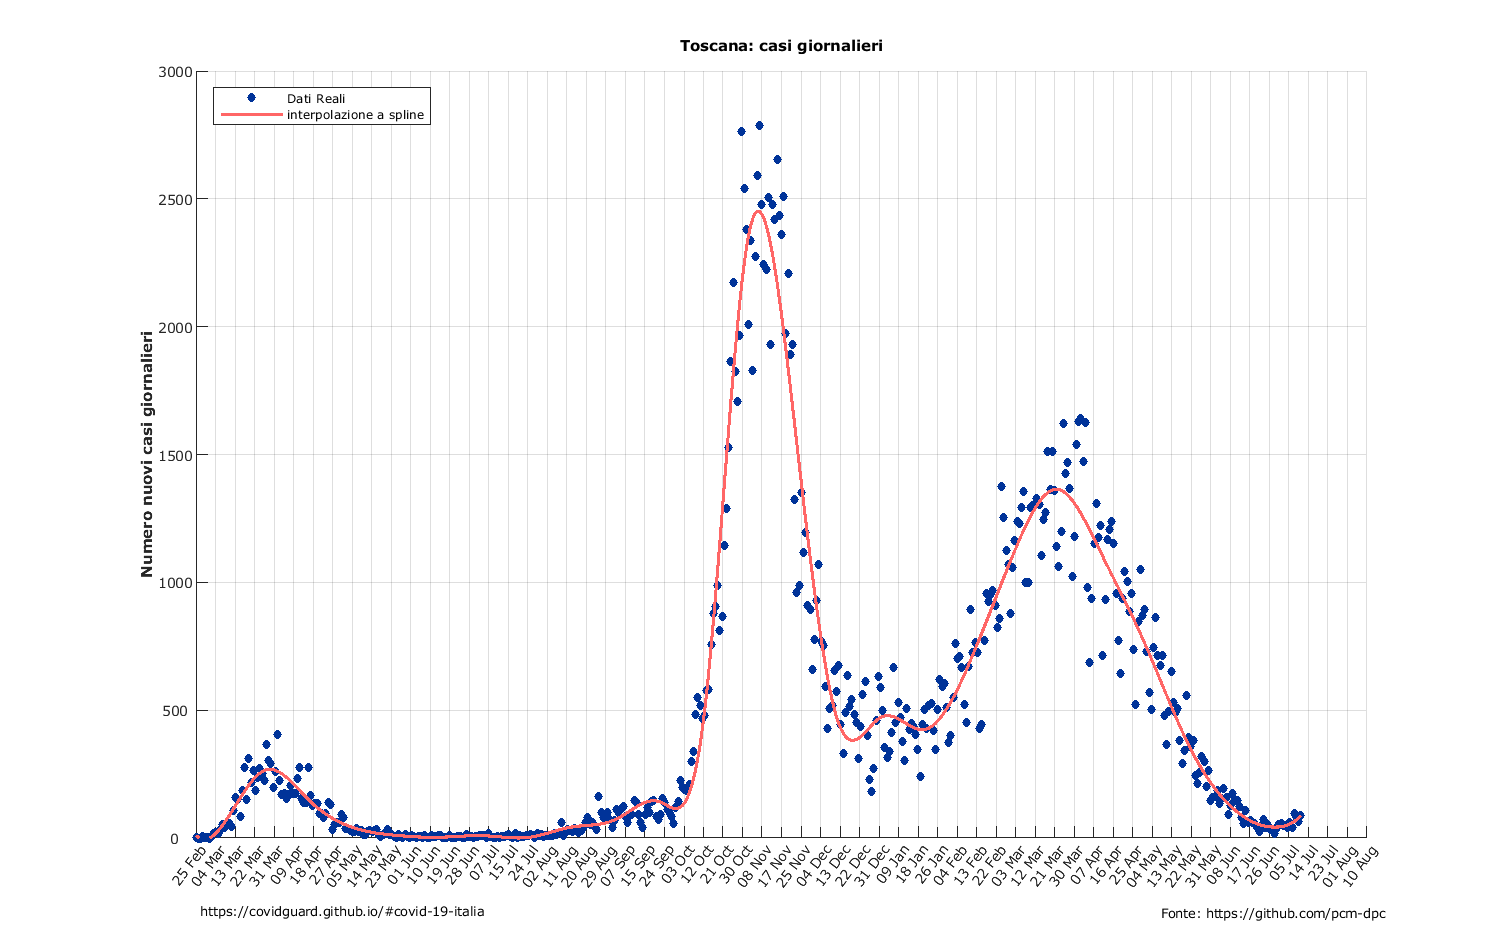 Toscana: casi giornalieri
Dati Reali
interpolazione a spline
Numero nuovi casi giornalieri
3000
2500
2000
1500
1000
500
0
25 Feb
04 Mar
13 Mar
22 Mar
31 Mar
09 Apr
18 Apr
27 Apr
05 May
14 May
23 May
01 Jun
10 Jun
19 Jun
28 Jun
07 Jul
15 Jul
24 Jul
02 Aug
11 Aug
20 Aug
29 Aug
07 Sep
15 Sep
24 Sep
03 Oct
12 Oct
21 Oct
30 Oct
08 Nov
17 Nov
25 Nov
04 Dec
13 Dec
22 Dec
31 Dec
09 Jan
18 Jan
26 Jan
04 Feb
13 Feb
22 Feb
03 Mar
12 Mar
21 Mar
30 Mar
07 Apr
16 Apr
25 Apr
04 May
13 May
22 May
31 May
08 Jun
17 Jun
26 Jun
05 Jul
14 Jul
23 Jul
01 Aug
10 Aug
https://covidguard.github.io/#covid-19-italia
Fonte: https://github.com/pcm-dpc